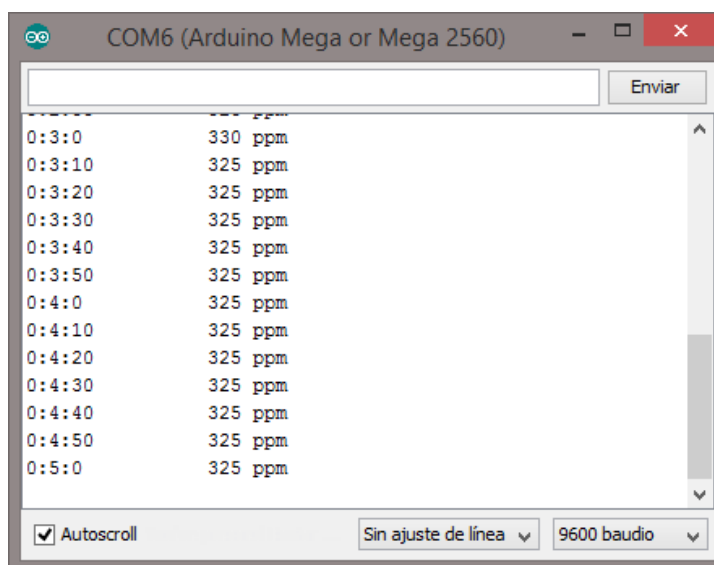 COM6 (Arduino Mega or Mega 2560)
Enviar
0:3:0 330 ppm
0:3:10 325 ppm
0:3:20 325 ppm
0:3:30 325 ppm
0:3:40 325 ppm
0:3:50 325 ppm
0:4:0 325 ppm
0:4:10 325 ppm
0:4:20 325 ppm
0:4:30 325 ppm
0:4:40 325 ppm
0:4:50 325 ppm
0:5:0 325 ppm
Autoscroll Sin ajuste de línea 9600 baudio